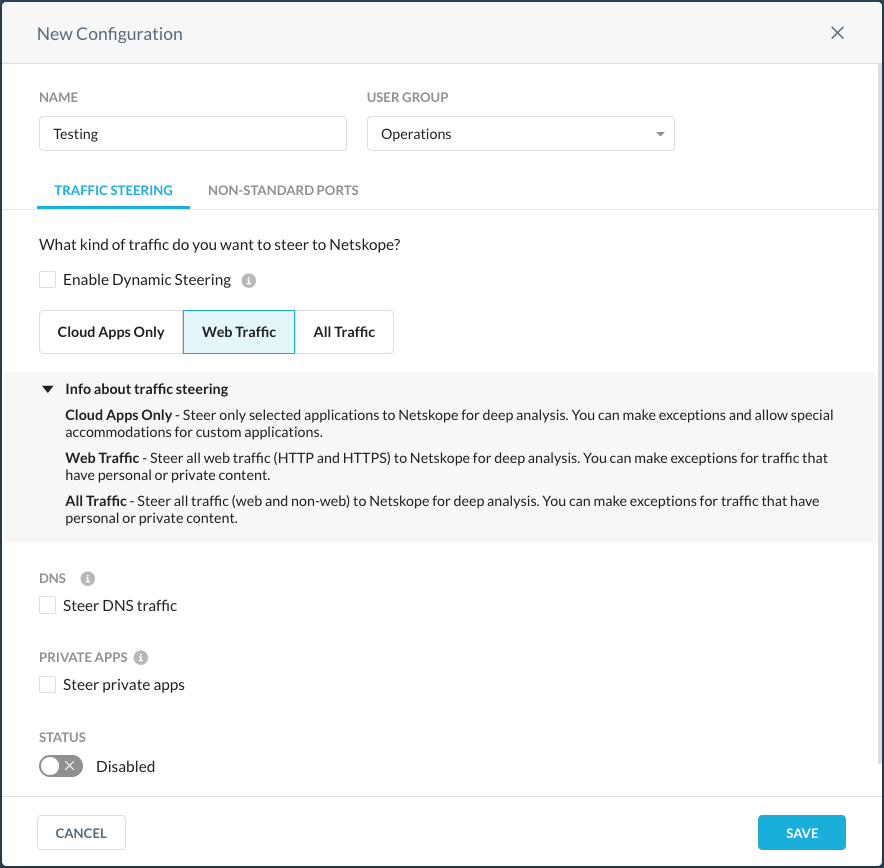 New Configuration
NAME
USER GROUP
Testing
Operations
TRAFFIC STEERING
NON-STANDARD PORTS
What kind of traffic do you want to steer to Netskope?
Enable Dynamic Steering
Cloud Apps Only
Web Traffic
All Traffic
Info about traffic steering
Cloud Apps Only - Steer only selected applications to Netskope for deep analysis. You can make exceptions and allow special
accommodations for custom applications.
Web Traffic - Steer all web traffic (HTTP and HTTPS) to Netskope for deep analysis. You can make exceptions for traffic that
have personal or private content.
All Traffic - Steer all traffic (web and non-web) to Netskope for deep analysis. You can make exceptions for traffic that have
personal or private content.
DNS
Steer DNS traffic
PRIVATE APPS
Steer private apps
STATUS
Disabled
CANCEL
SAVE